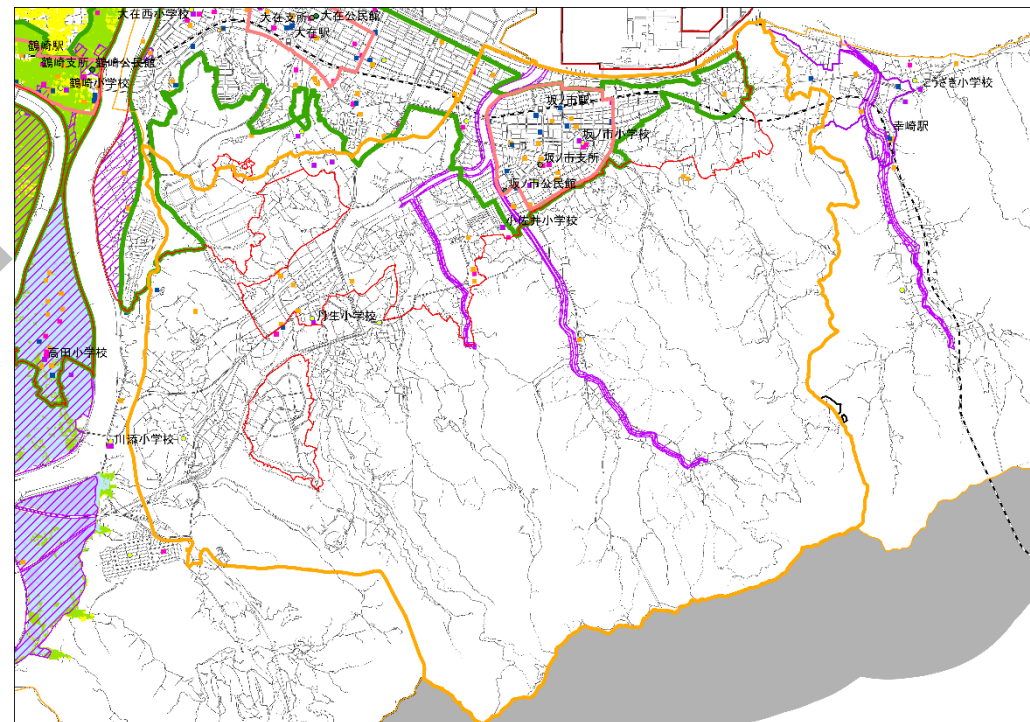 大在西小学校
大在支所
大在公民館
大在駅
鶴崎駅
鶴崎支所
鶴崎公民館
鶴崎小学校
坂ノ市駅
坂ノ市小学校
坂ノ市支所
坂ノ市公民館
小佐井小学校
こうざき小学校
幸崎駅
丹生小学校
高田小学校
川添小学校